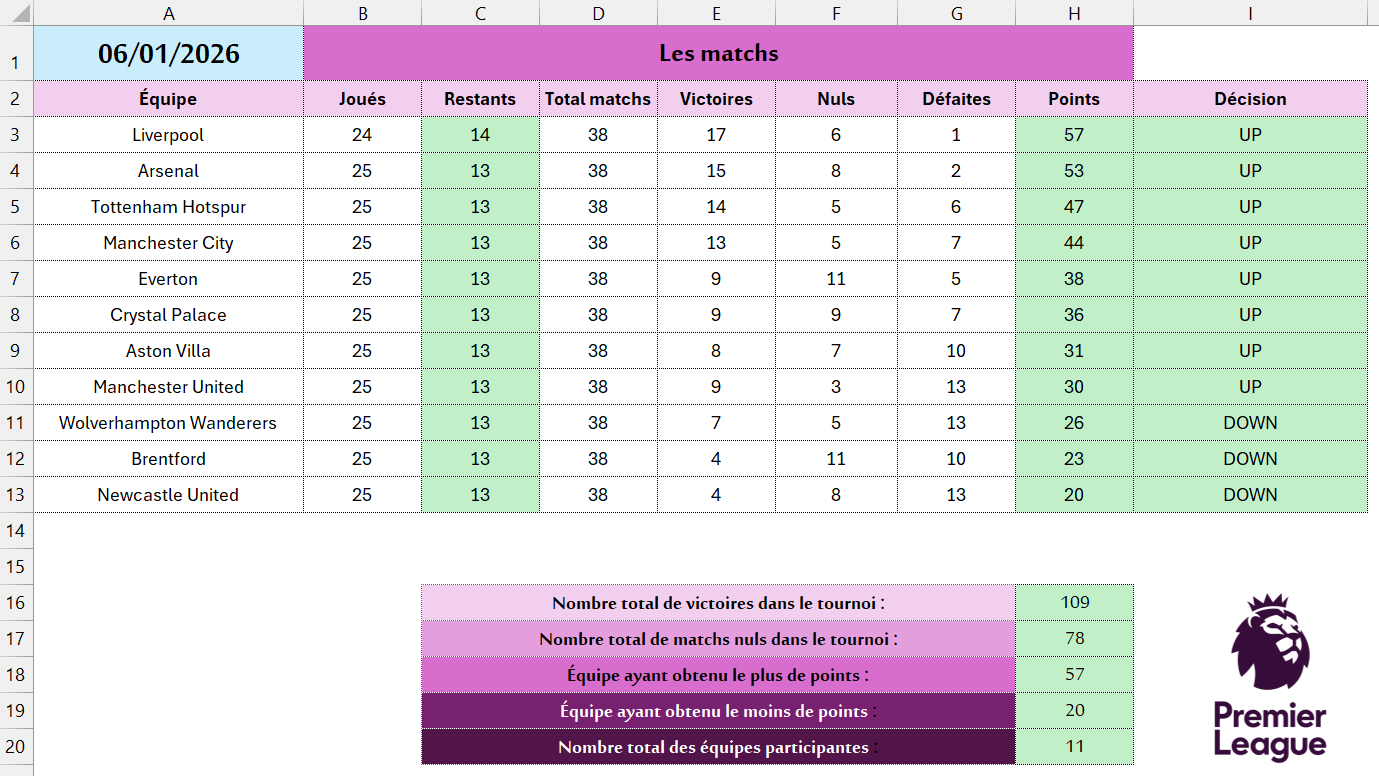 A B C D E F G H I
1 06/01/2026 Les matchs
2 Équipe Joués Restants Total matchs Victoires Nuls Défaites Points Décision
3 Liverpool 24 14 38 17 6 1 57 UP
4 Arsenal 25 13 38 15 8 2 53 UP
5 Tottenham Hotspur 25 13 38 14 5 6 47 UP
6 Manchester City 25 13 38 13 5 7 44 UP
7 Everton 25 13 38 9 11 5 38 UP
8 Crystal Palace 25 13 38 9 9 7 36 UP
9 Aston Villa 25 13 38 8 7 10 31 UP
10 Manchester United 25 13 38 9 3 13 30 UP
11 Wolverhampton Wanderers 25 13 38 7 5 13 26 DOWN
12 Brentford 25 13 38 4 11 10 23 DOWN
13 Newcastle United 25 13 38 4 8 13 20 DOWN
14
15
16 Nombre total de victoires dans le tournoi : 109
17 Nombre total de matchs nuls dans le tournoi : 78
18 Équipe ayant obtenu le plus de points : 57
19 Équipe ayant obtenu le moins de points : 20
20 Nombre total des équipes participantes : 11
Premier
League